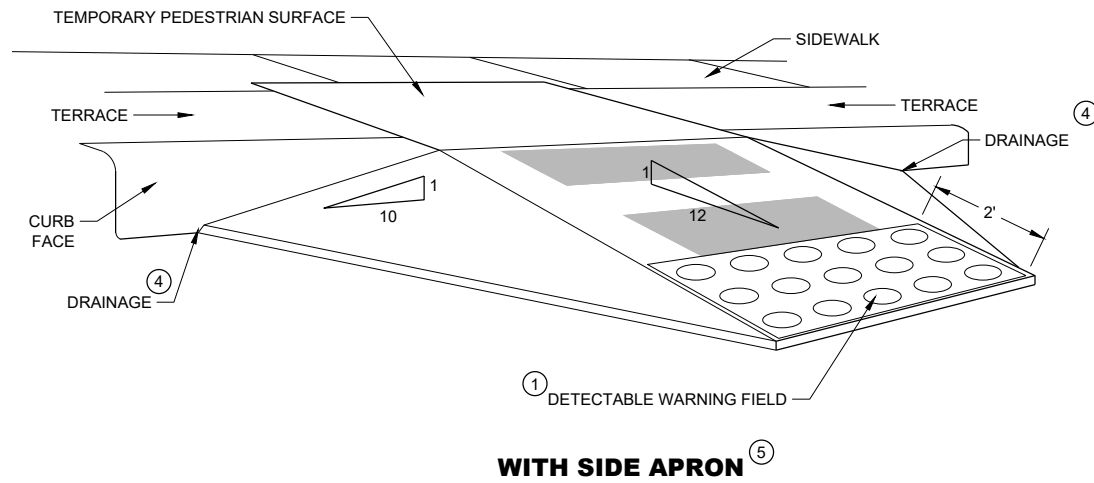 TEMPORARY PEDESTRIAN SURFACE
SIDEWALK
TERRACE
TERRACE
4
DRAINAGE
1
10
1
12
2'
CURB
FACE
4
DRAINAGE
1
DETECTABLE WARNING FIELD
WITH SIDE APRON 5